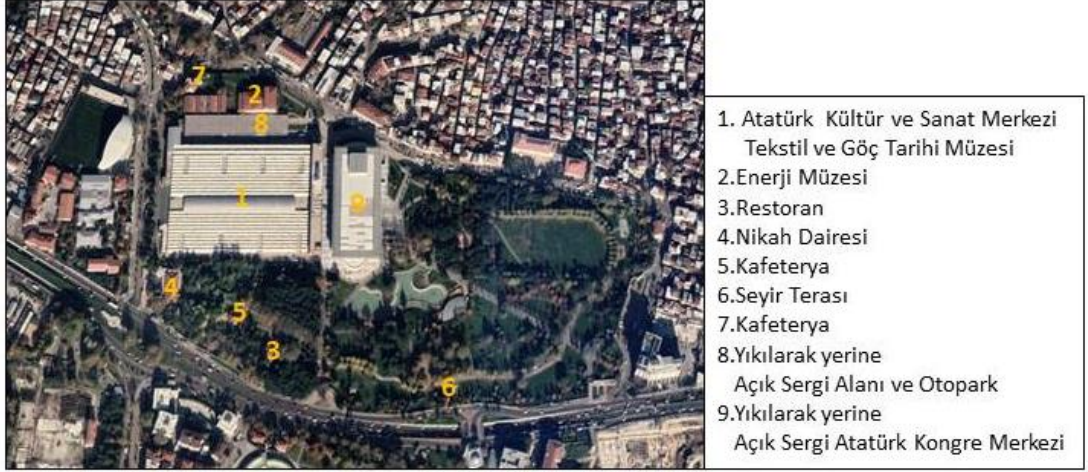 7
2
8
1
9
4
5
3
6
1. Atatürk Kültür ve Sanat Merkezi
Tekstil ve Göç Tarihi Müzesi
2.Enerji Müzesi
3.Restoran
4.Nikah Dairesi
5.Kafeterya
6.Seyir Terası
7.Kafeterya
8.Yıkılarak yerine
Açık Sergi Alanı ve Otopark
9.Yıkılarak yerine
Açık Sergi Atatürk Kongre Merkezi